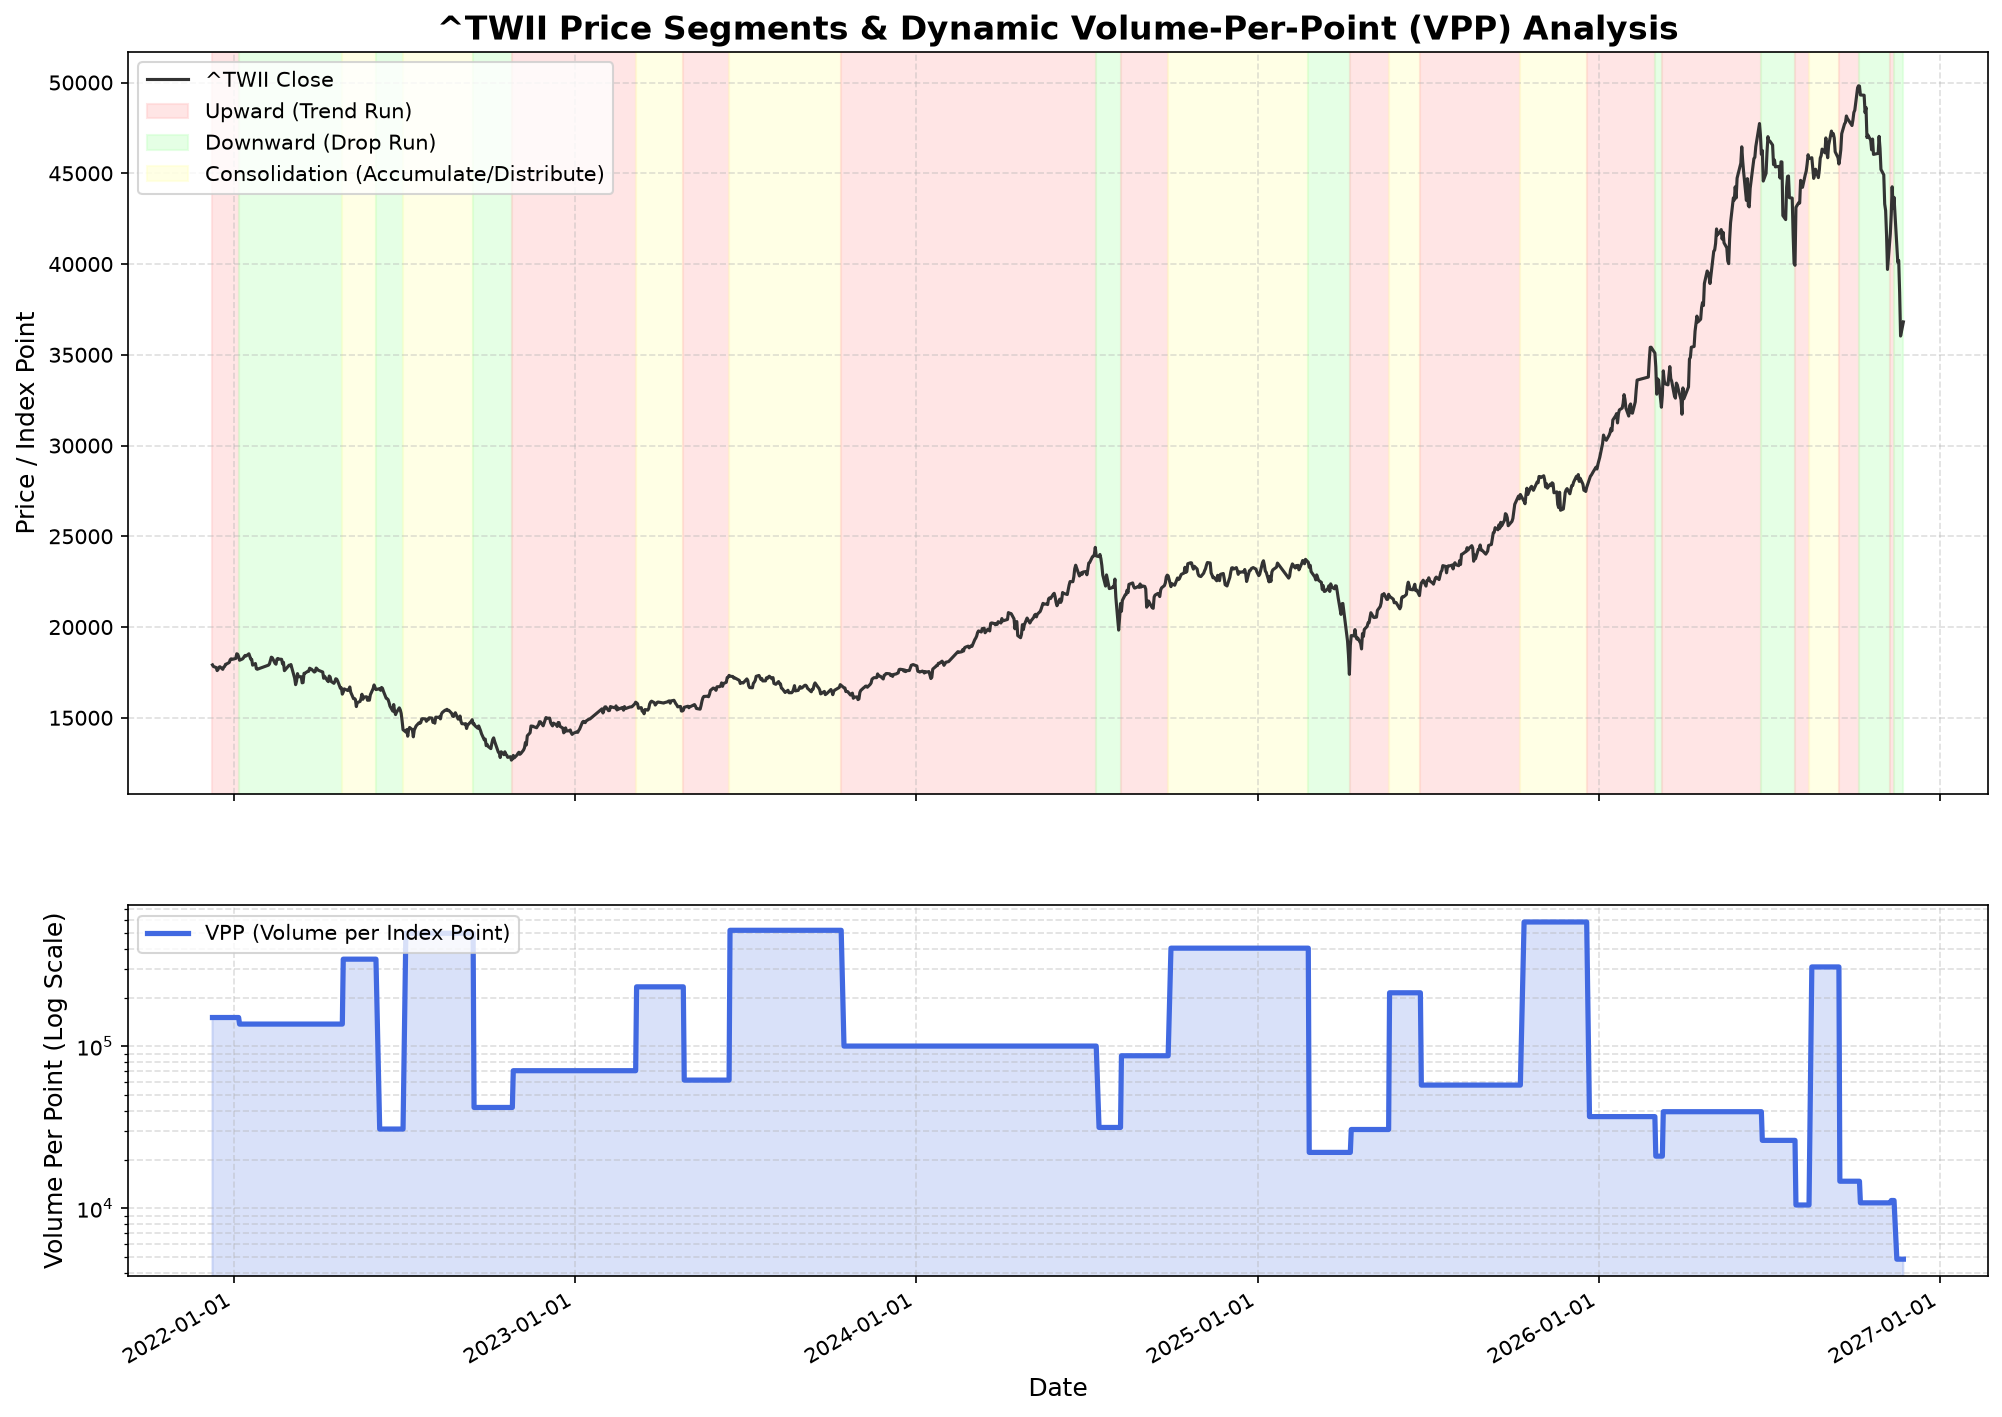 ^TWII Price Segments & Dynamic Volume-Per-Point (VPP) Analysis
^TWII Close
Upward (Trend Run)
Downward (Drop Run)
Consolidation (Accumulate/Distribute)
Price / Index Point
50000
45000
40000
35000
30000
25000
20000
15000
VPP (Volume per Index Point)
Volume Per Point (Log Scale)
10^5
10^4
2022-01-01
2023-01-01
2024-01-01
2025-01-01
2026-01-01
2027-01-01
Date